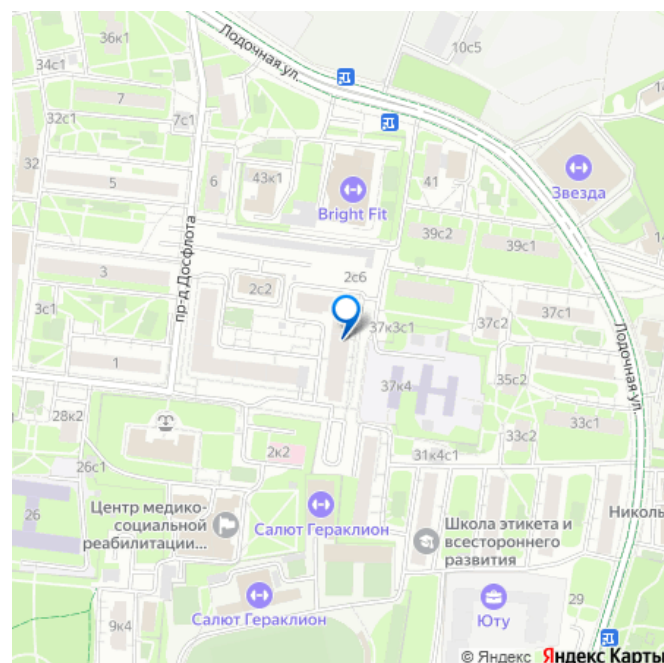 36к1
Лодочная ул.
10с5
34с1
7
32с1
7с1
32
5
6
43к1
Bright Fit
41
Звезда
39с2
39с1
пр-д Досфлота
3
2с2
2с6
3с1
37к3с1
37с2
37с1
Лодочная ул.
1
37к4
35с2
28к2
33с2
33с1
2к2
31к4с1
26с1
26
Центр медико-
социальной
реабилитации...
Салют Гераклион
Школа этикета и
всестороннего
развития
Николь
Салют Гераклион
Юту
29
9к4
© Яндекс Яндекс Карты